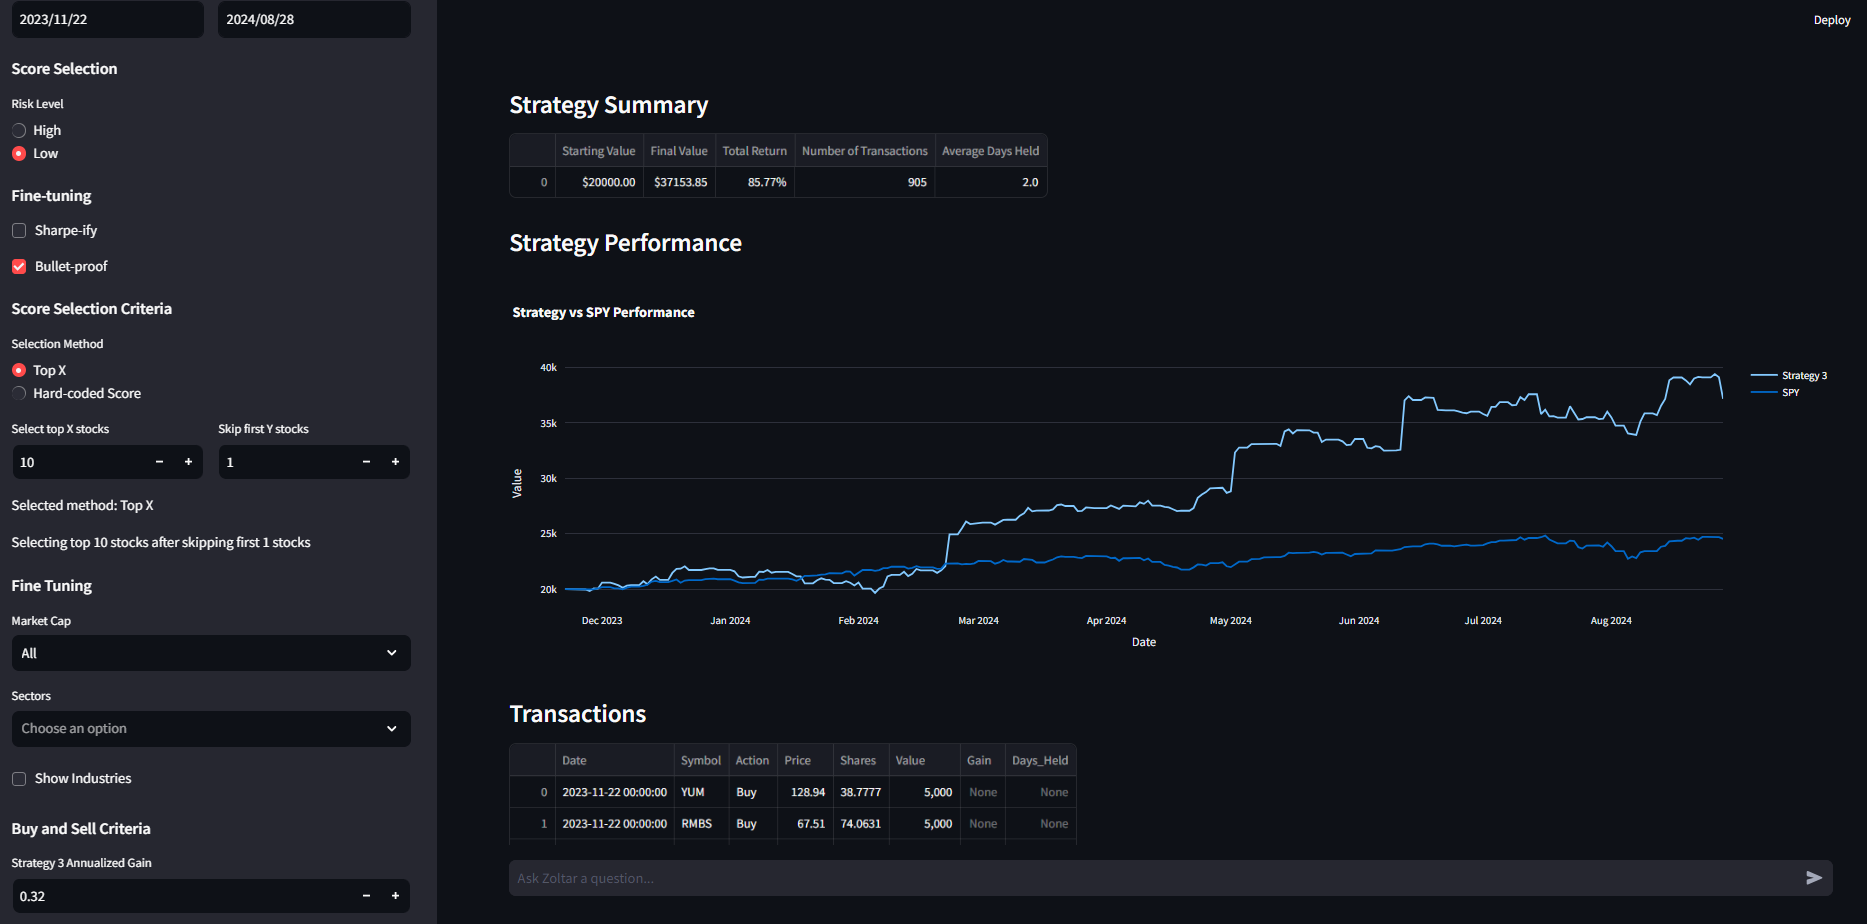 2023/11/22 2024/08/28
Score Selection
Risk Level
High
Low
Fine-tuning
Sharpe-ify
Bullet-proof
Score Selection Criteria
Selection Method
Top X
Hard-coded Score
Select top X stocks Skip first Y stocks
10 - + 1 - +
Selected method: Top X
Selecting top 10 stocks after skipping first 1 stocks
Fine Tuning
Market Cap
All
Sectors
Choose an option
Show Industries
Buy and Sell Criteria
Strategy 3 Annualized Gain
0.32 - +
Deploy
Strategy Summary
Starting Value Final Value Total Return Number of Transactions Average Days Held
0 $20000.00 $37153.85 85.77% 905 2.0
Strategy Performance
Strategy vs SPY Performance
40k
35k
30k
25k
20k
Value
Dec 2023 Jan 2024 Feb 2024 Mar 2024 Apr 2024 May 2024 Jun 2024 Jul 2024 Aug 2024
Date
Strategy 3
SPY
Transactions
Date Symbol Action Price Shares Value Gain Days_Held
0 2023-11-22 00:00:00 YUM Buy 128.94 38.7777 5,000 None None
1 2023-11-22 00:00:00 RMBS Buy 67.51 74.0631 5,000 None None
Ask Zoltar a question...